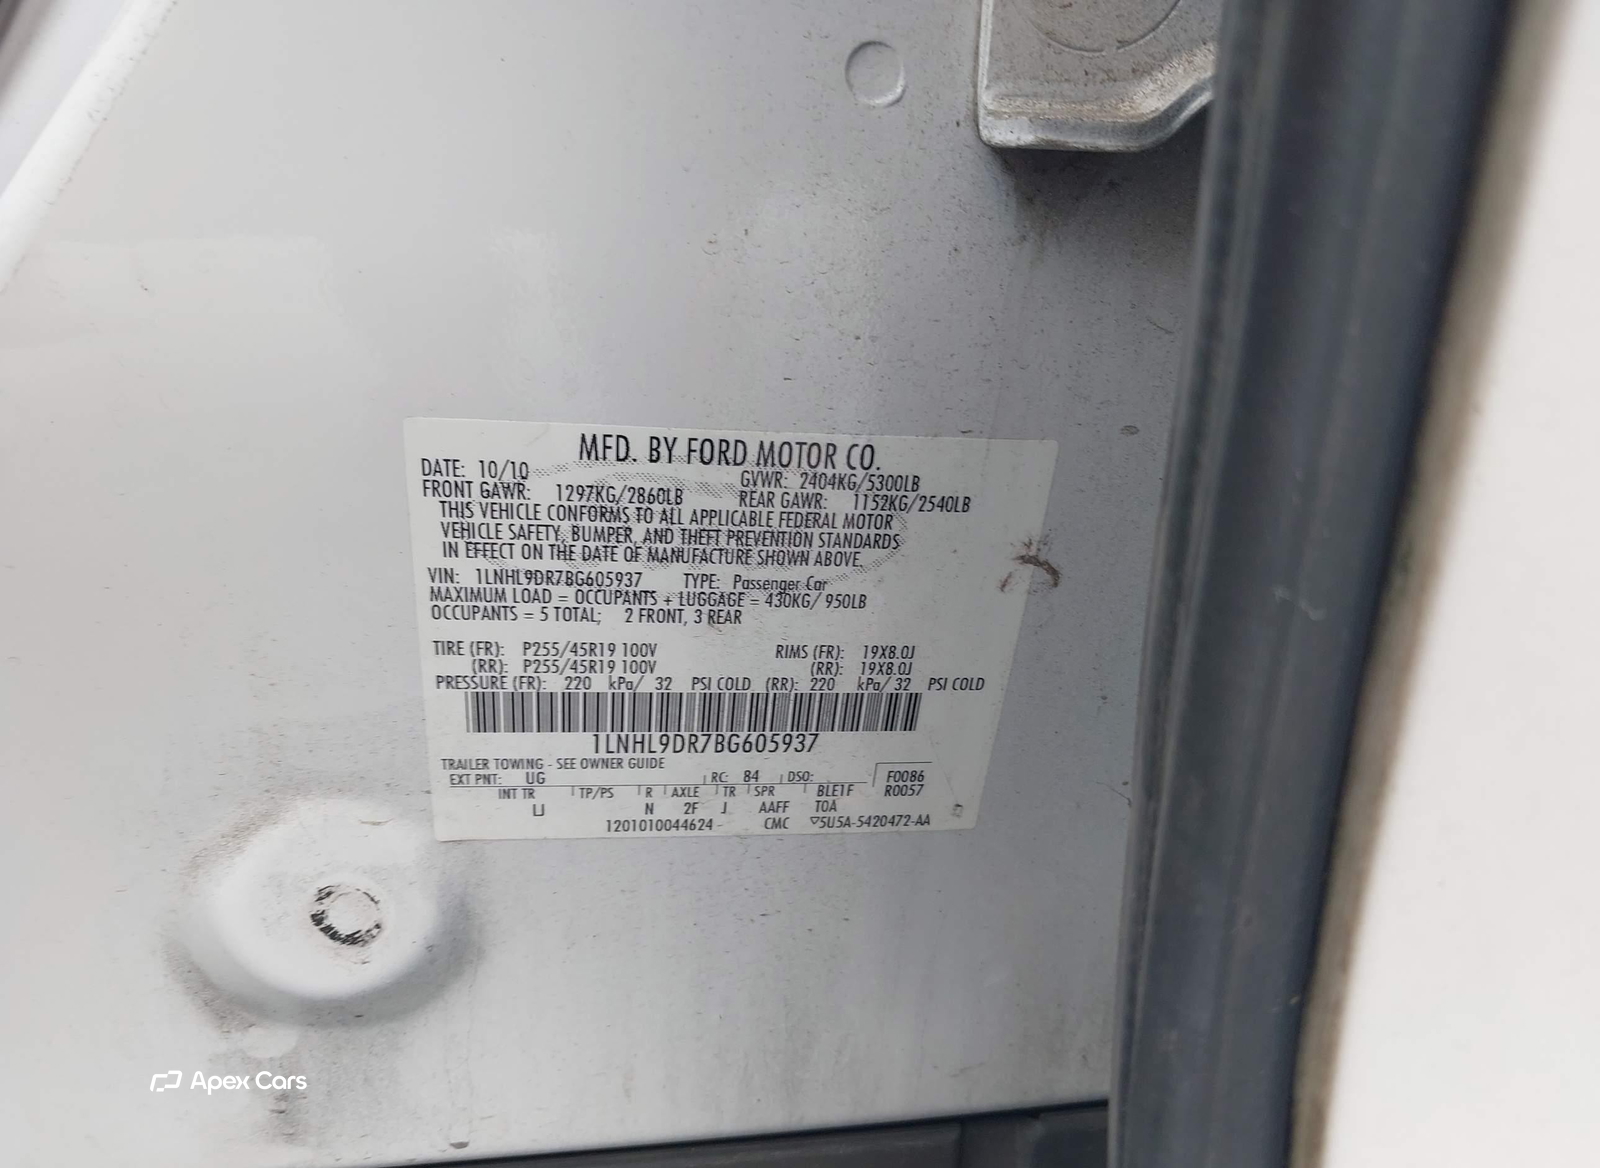 MFD. BY FORD MOTOR CO.
DATE: 10/10 GVWR: 2404KG/5300LB
FRONT GAWR: 1297KG/2860LB REAR GAWR: 1152KG/2540LB
THIS VEHICLE CONFORMS TO ALL APPLICABLE FEDERAL MOTOR
VEHICLE SAFETY, BUMPER, AND THEFT PREVENTION STANDARDS
IN EFFECT ON THE DATE OF MANUFACTURE SHOWN ABOVE.
VIN: 1LNHL9DR7BG605937 TYPE: Passenger Car
MAXIMUM LOAD = OCCUPANTS + LUGGAGE = 430KG/ 950LB
OCCUPANTS = 5 TOTAL; 2 FRONT, 3 REAR
TIRE (FR): P255/45R19 100V RIMS (FR): 19X8.0J
(RR): P255/45R19 100V (RR): 19X8.0J
PRESSURE (FR): 220 kPa/ 32 PSI COLD (RR): 220 kPa/ 32 PSI COLD
1LNHL9DR7BG605937
TRAILER TOWING - SEE OWNER GUIDE
EXT PNT: UG RC: 84 DSO: F0086
INT TR TP/PS R AXLE TR SPR BLE1F R0057
LJ N 2F J AAFF TOA
1201010044624 CMC ▽5U5A-5420472-AA
Apex Cars